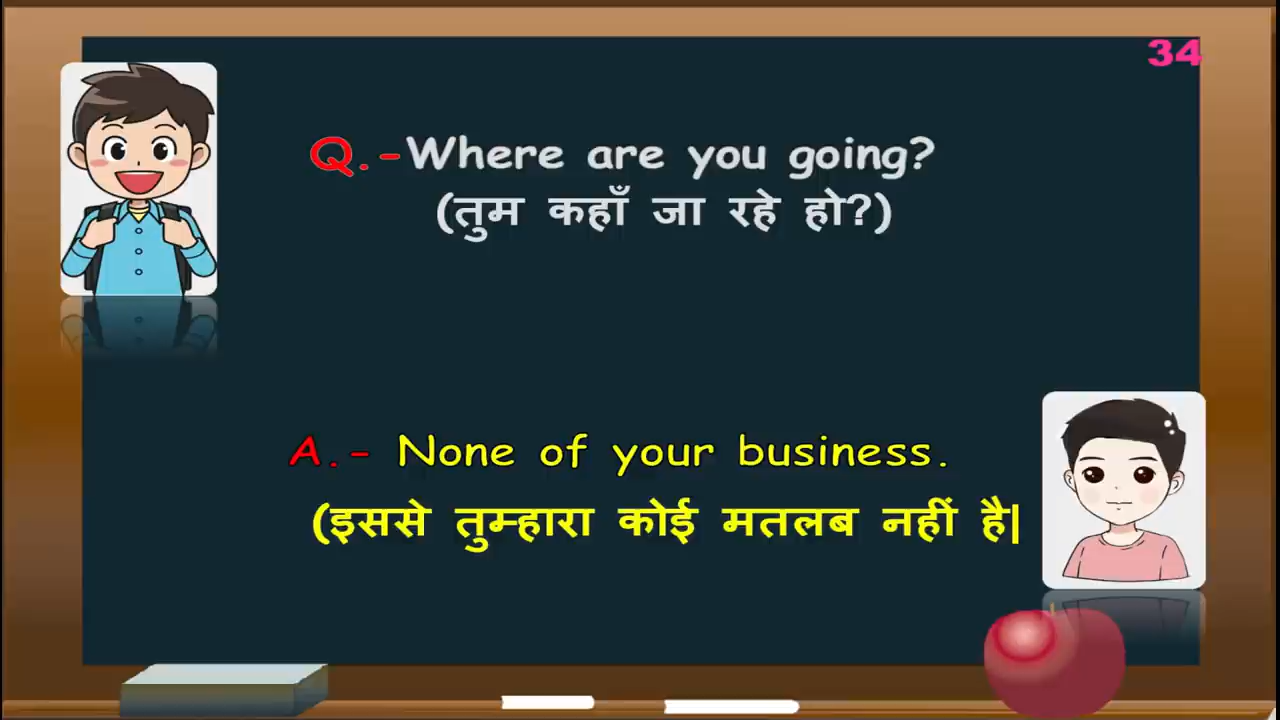 34
Q.-Where are you going?
(तुम कहाँ जा रहे हो?)
A.- None of your business.
(इससे तुम्हारा कोई मतलब नहीं है|